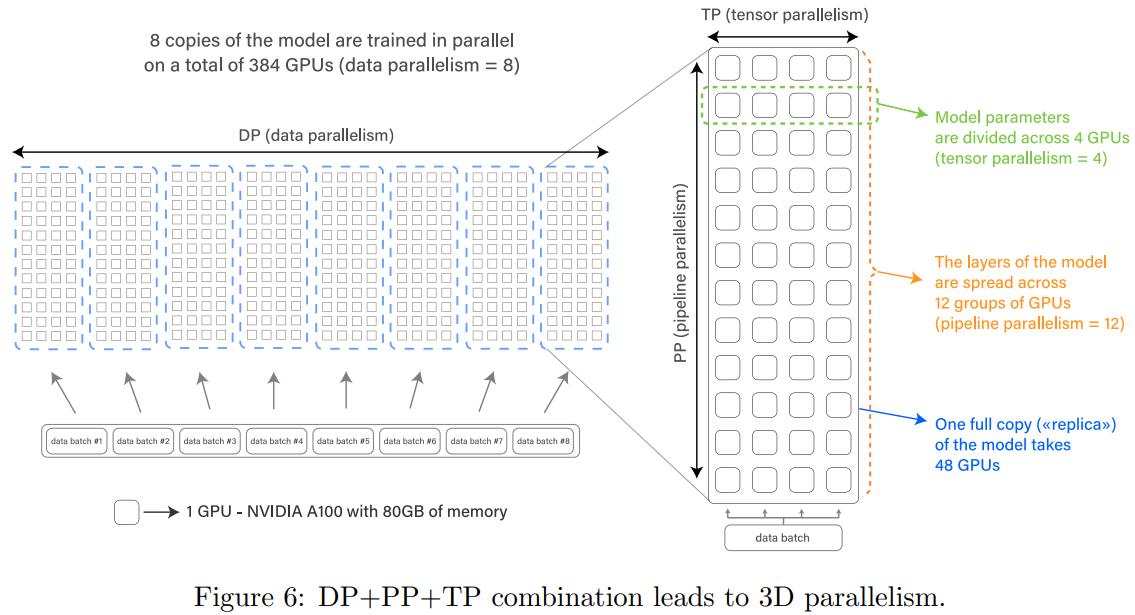 8 copies of the model are trained in parallel
on a total of 384 GPUs (data parallelism = 8)
DP (data parallelism)
data batch #1
data batch #2
data batch #3
data batch #4
data batch #5
data batch #6
data batch #7
data batch #8
1 GPU - NVIDIA A100 with 80GB of memory
TP (tensor parallelism)
PP (pipeline parallelism)
Model parameters
are divided across 4 GPUs
(tensor parallelism = 4)
The layers of the model
are spread across
12 groups of GPUs
(pipeline parallelism = 12)
One full copy («replica»)
of the model takes
48 GPUs
data batch
Figure 6: DP+PP+TP combination leads to 3D parallelism.